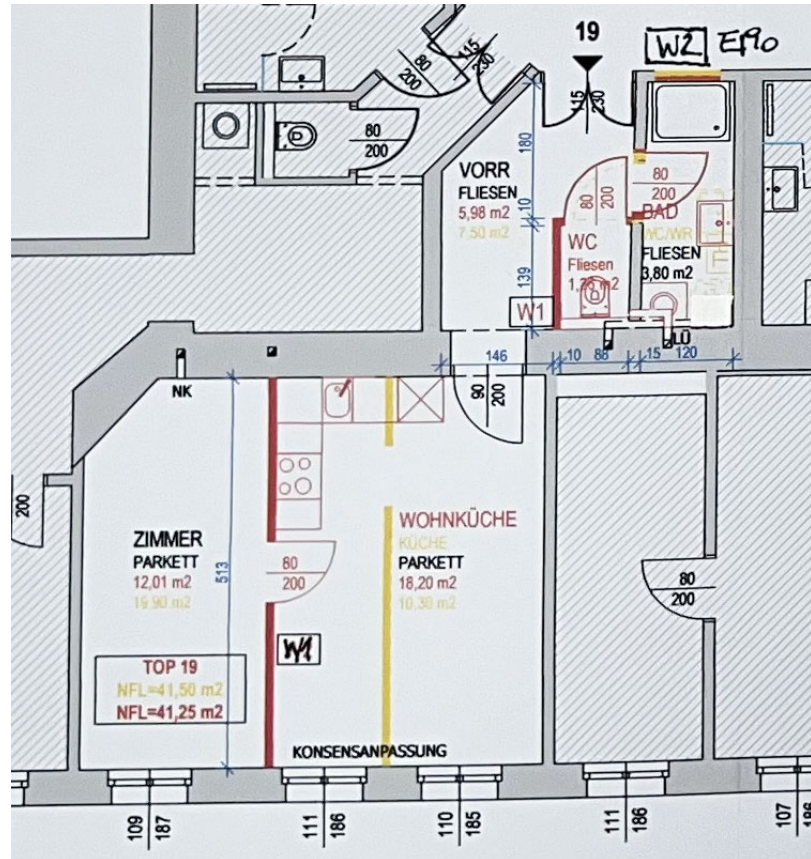 19
W2 EI90
80
200
115
230
115
230
80
200
180
VORR
FLIESEN
5,98 m2
7,50 m2
10
80
200
80
200
BAD
WC/WR
FLIESEN
3,80 m2
WC
Fliesen
139
W1
LÜ
146
10
88
15
120
NK
90
200
200
ZIMMER
PARKETT
12,01 m2
19,90 m2
513
80
200
WOHNKÜCHE
KÜCHE
PARKETT
18,20 m2
10,30 m2
80
200
W1
TOP 19
NFL=41,50 m2
NFL=41,25 m2
KONSENSANPASSUNG
109
187
111
186
110
185
111
186
107
186